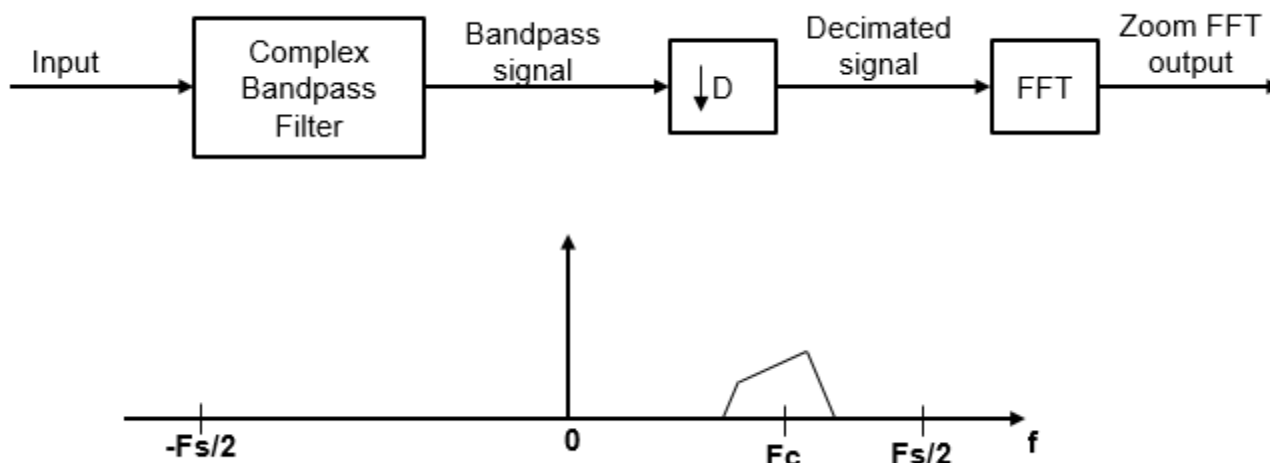 Input
Complex
Bandpass
Filter
Bandpass
signal
↓D
Decimated
signal
FFT
Zoom FFT
output
-Fs/2
0
Fc
Fs/2
f